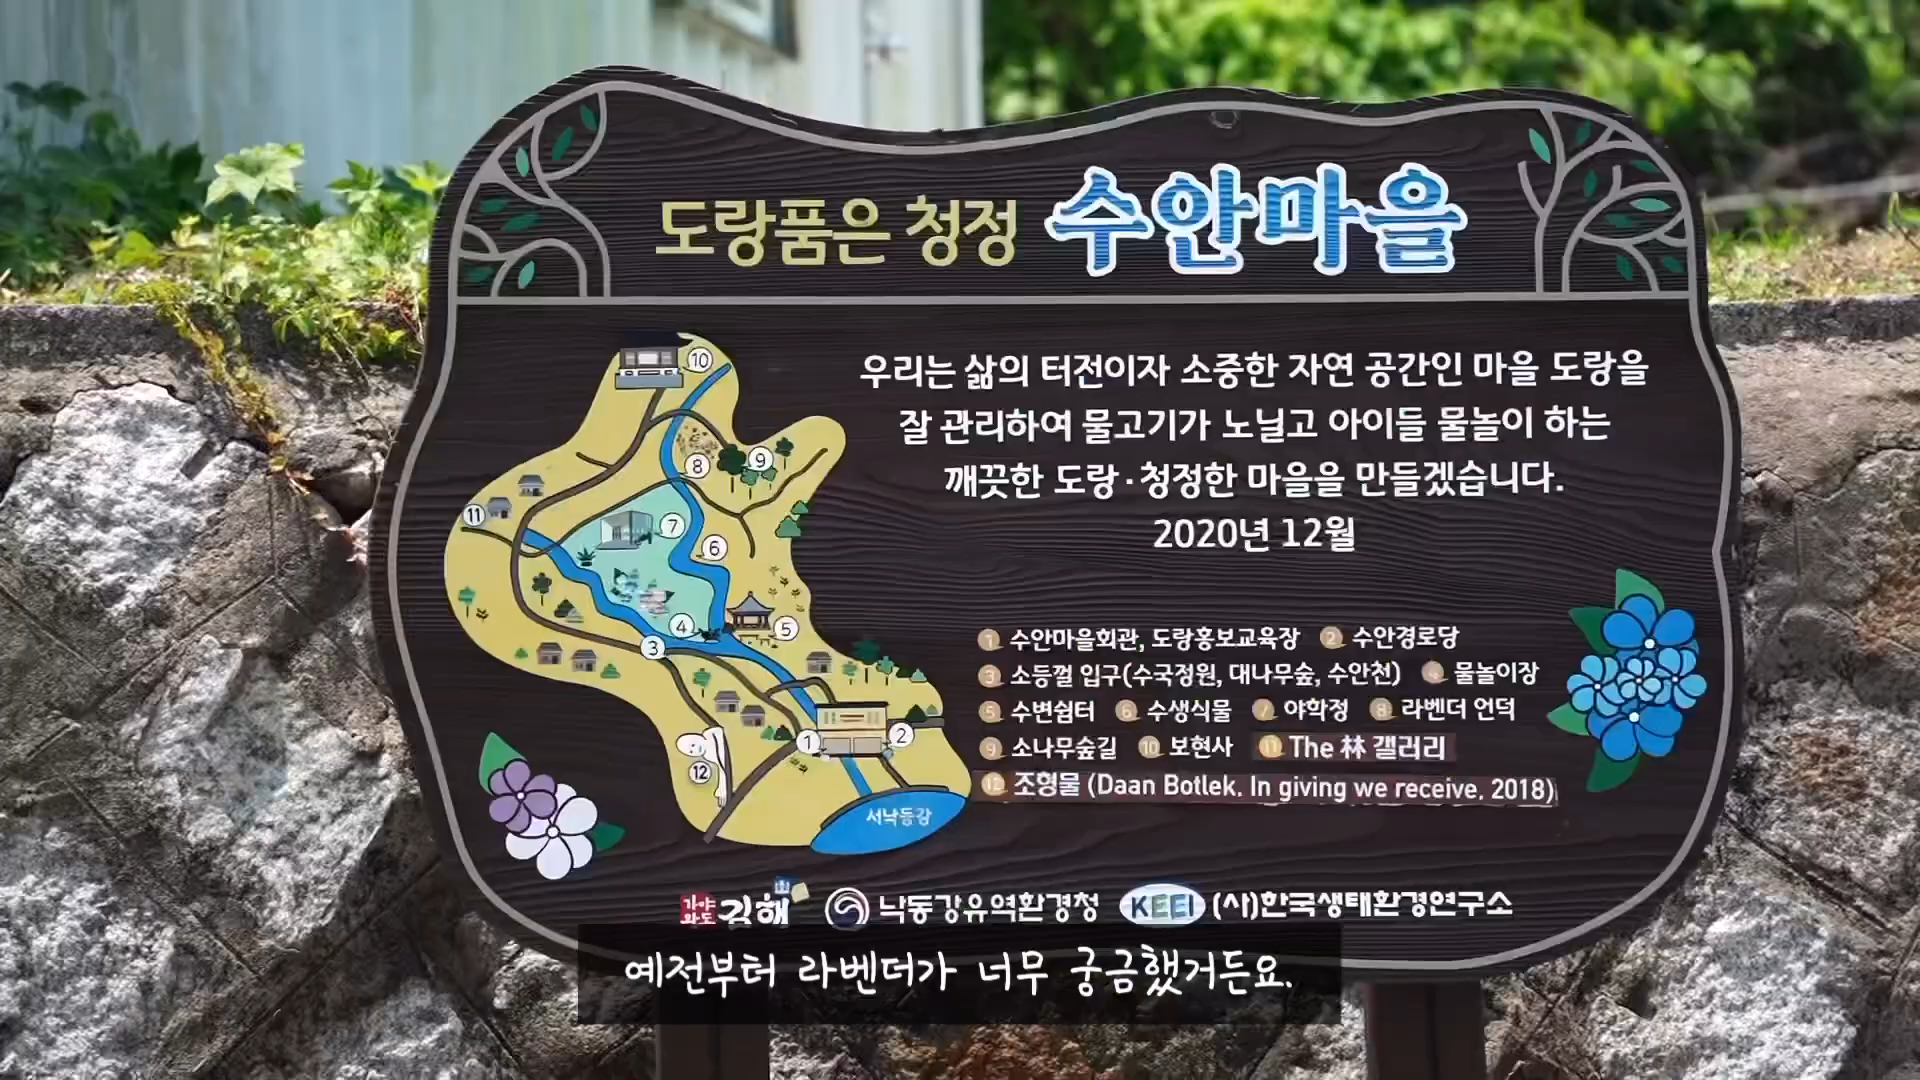 도랑품은 청정 수안마을
우리는 삶의 터전이자 소중한 자연 공간인 마을 도랑을
잘 관리하여 물고기가 노닐고 아이들 물놀이 하는
깨끗한 도랑·청정한 마을을 만들겠습니다.
2020년 12월
10
9
8
11
7
6
5
4
3
2
1
12
서낙동강
1 수안마을회관, 도랑홍보교육장 2 수안경로당
3 소등껄 입구(수국정원, 대나무숲, 수안천) 4 물놀이장
5 수변쉼터 6 수생식물 7 야학정 8 라벤더 언덕
9 소나무숲길 10 보현사 11 The 林 갤러리
12 조형물 (Daan Botlek. In giving we receive, 2018)
가야왕도 김해 낙동강유역환경청 KEEI (사)한국생태환경연구소
예전부터 라벤더가 너무 궁금했거든요.